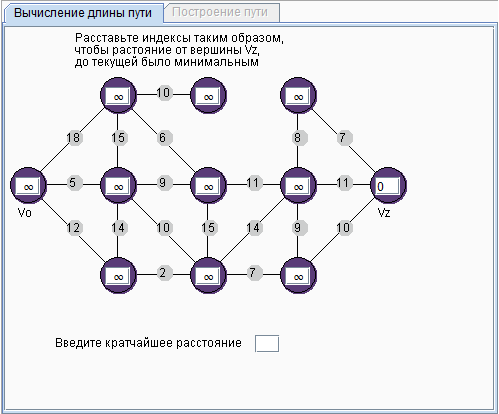 Вычисление длины пути Построение пути
Расставьте индексы таким образом,
чтобы растояние от вершины Vz,
до текущей было минимальным
∞ 10 ∞ ∞
18 15 6 8 7
∞ 5 ∞ 9 ∞ 11 ∞ 11 0
Vo Vz
12 14 10 15 14 9 10
∞ 2 ∞ 7 ∞
Введите кратчайшее расстояние